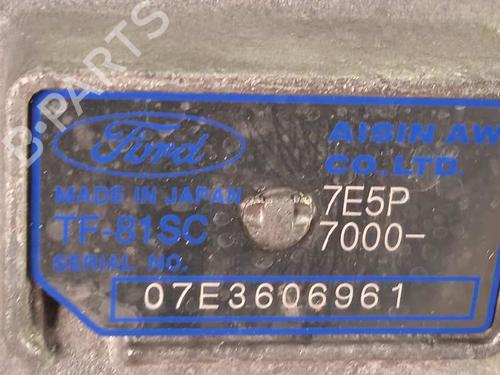 B-PARTS
Ford
AISIN AW
CO.,LTD.
MADE IN JAPAN
7E5P
TF-81SC
7000-
SERIAL NO.
07E3606961